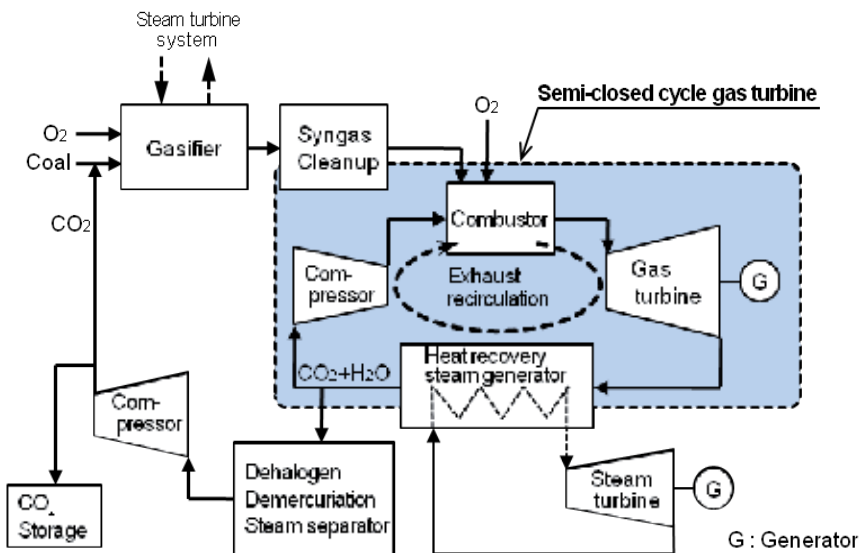 Steam turbine
system
Semi-closed cycle gas turbine
O₂
O₂
Coal
Gasifier
Syngas
Cleanup
Combustor
CO₂
Com-
pressor
Exhaust
recirculation
Gas
turbine
G
Heat recovery
steam generator
CO₂+H₂O
Com-
pressor
Dehalogen
Demercuriation
Steam separator
Steam
turbine
G
CO₂
Storage
G : Generator